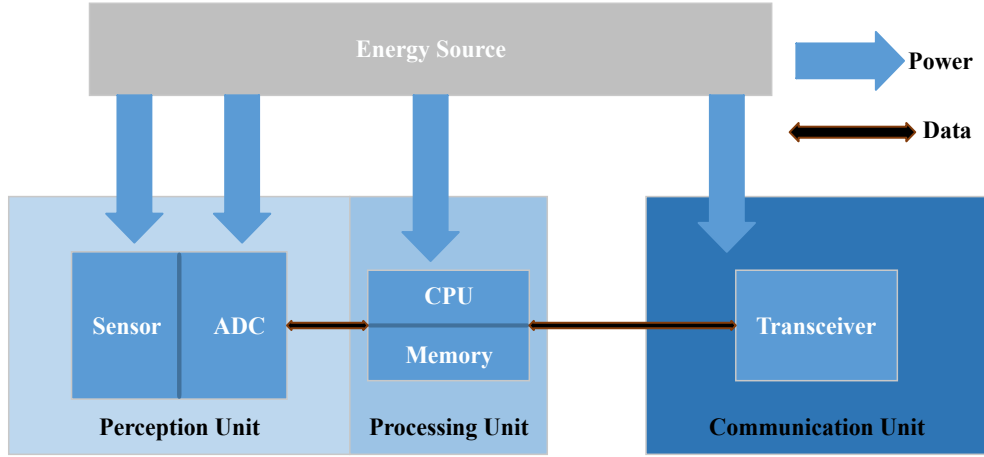 Energy Source
Power
Data
Sensor
ADC
CPU
Memory
Transceiver
Perception Unit
Processing Unit
Communication Unit